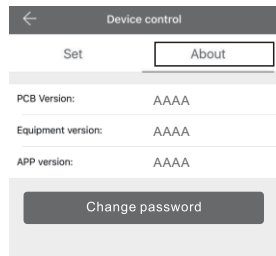 Device control
Set About
PCB Version: AAAA
Equipment version: AAAA
APP version: AAAA
Change password